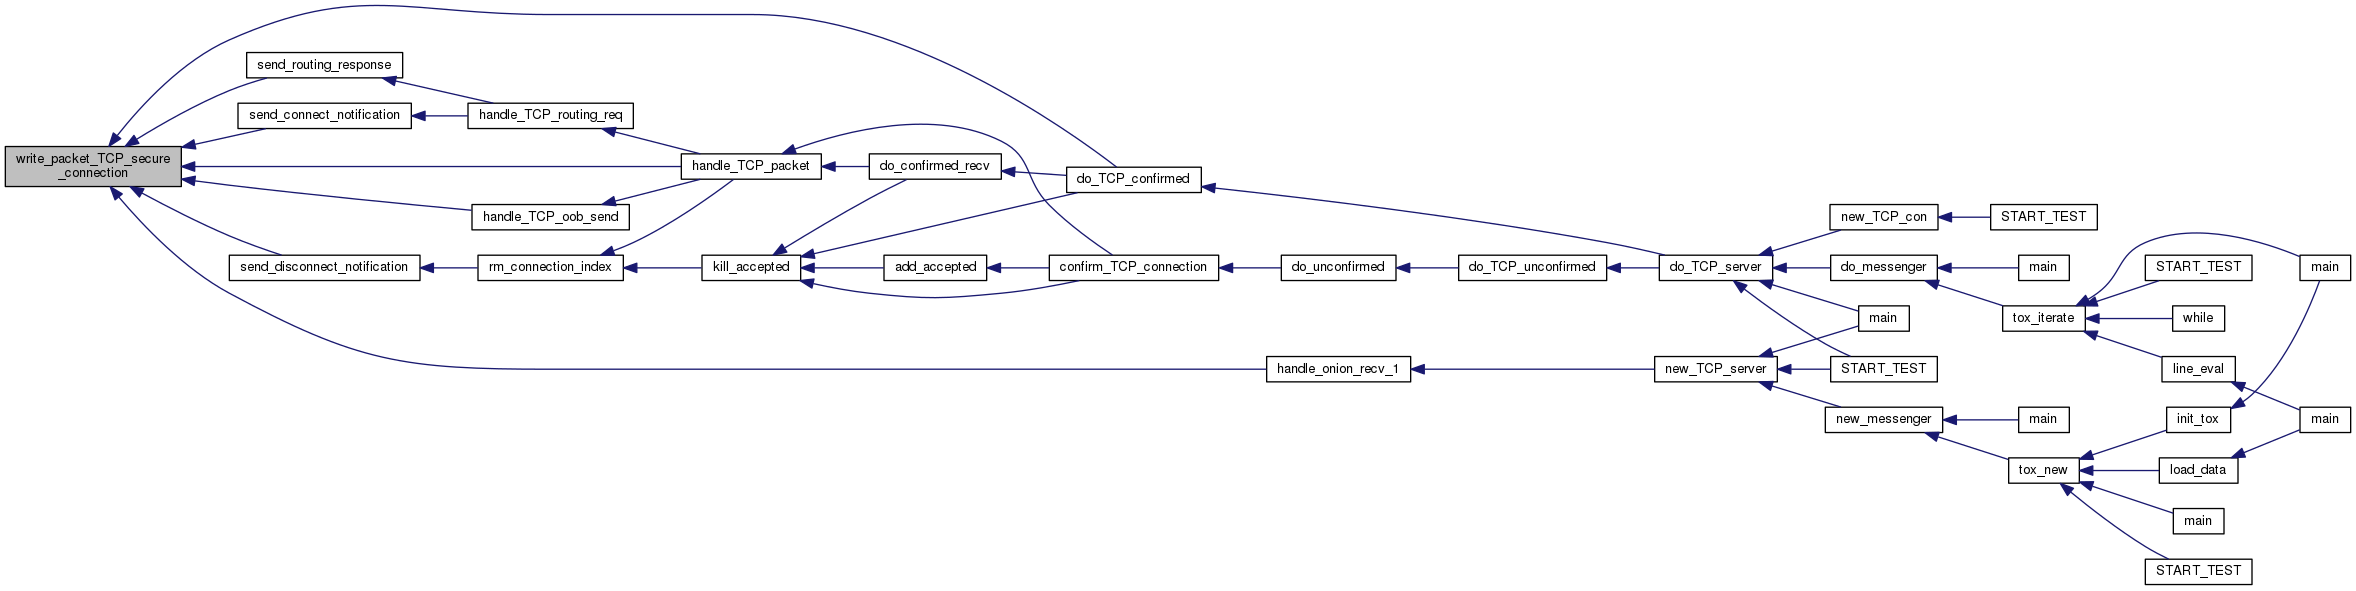 write_packet_TCP_secure
_connection
send_routing_response
send_connect_notification
handle_TCP_routing_req
handle_TCP_packet
do_confirmed_recv
do_TCP_confirmed
handle_TCP_oob_send
send_disconnect_notification
rm_connection_index
kill_accepted
add_accepted
confirm_TCP_connection
do_unconfirmed
do_TCP_unconfirmed
do_TCP_server
new_TCP_con
START_TEST
do_messenger
main
START_TEST
main
main
tox_iterate
while
handle_onion_recv_1
new_TCP_server
START_TEST
line_eval
new_messenger
main
init_tox
main
tox_new
load_data
main
START_TEST